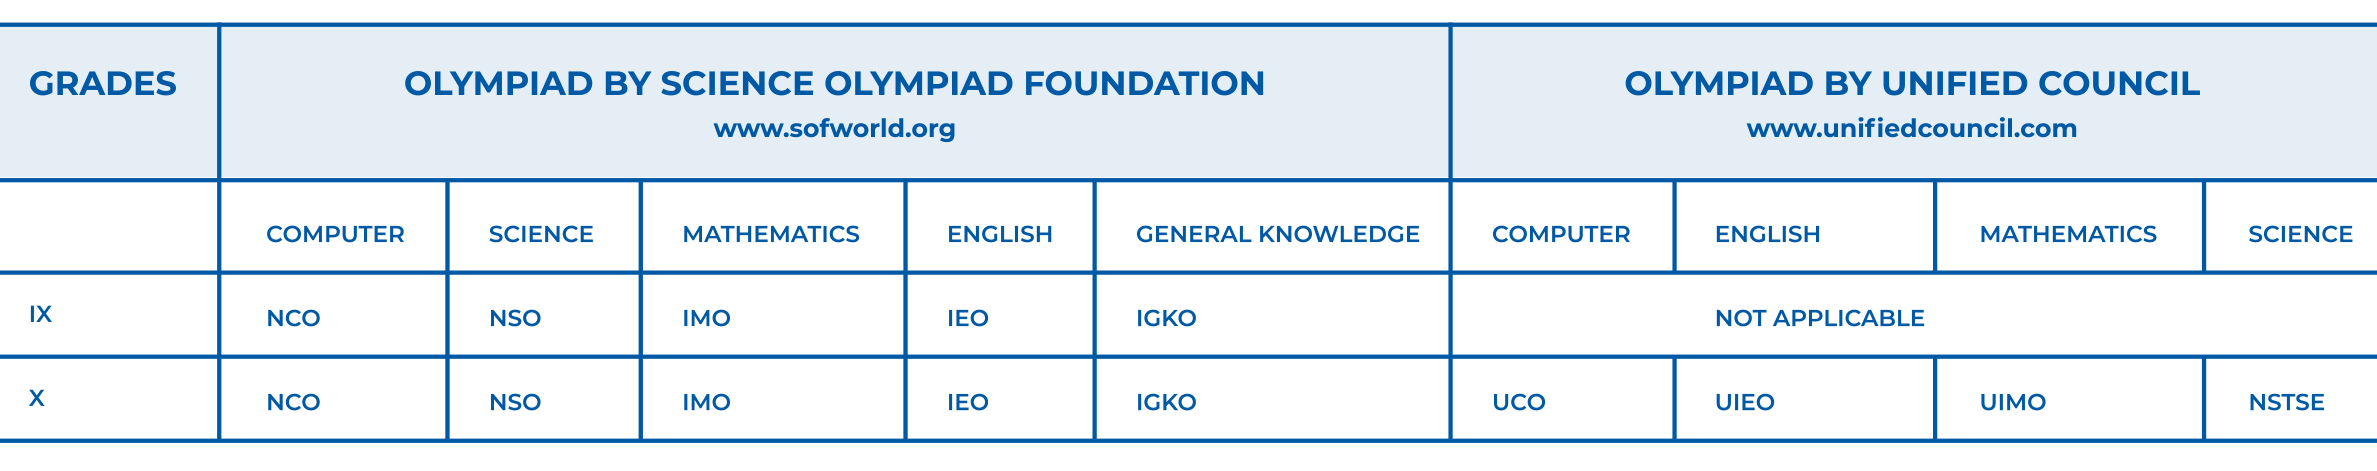 GRADES
OLYMPIAD BY SCIENCE OLYMPIAD FOUNDATION
www.sofworld.org
OLYMPIAD BY UNIFIED COUNCIL
www.unifiedcouncil.com
COMPUTER SCIENCE MATHEMATICS ENGLISH GENERAL KNOWLEDGE COMPUTER ENGLISH MATHEMATICS SCIENCE
IX NCO NSO IMO IEO IGKO NOT APPLICABLE
X NCO NSO IMO IEO IGKO UCO UIEO UIMO NSTSE